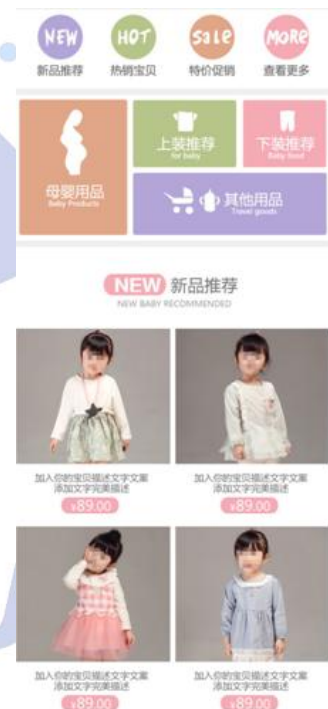 NEW HOT Sale MORE
新品推荐 热销宝贝 特价促销 查看更多
母婴用品
Baby Products
上装推荐
for baby
下装推荐
Baby food
其他用品
Travel goods
NEW 新品推荐
NEW BABY RECOMMENDED
加入你的宝贝描述文字文案
添加文字完美描述
¥89.00
加入你的宝贝描述文字文案
添加文字完美描述
¥89.00
加入你的宝贝描述文字文案
添加文字完美描述
¥89.00
加入你的宝贝描述文字文案
添加文字完美描述
¥89.00